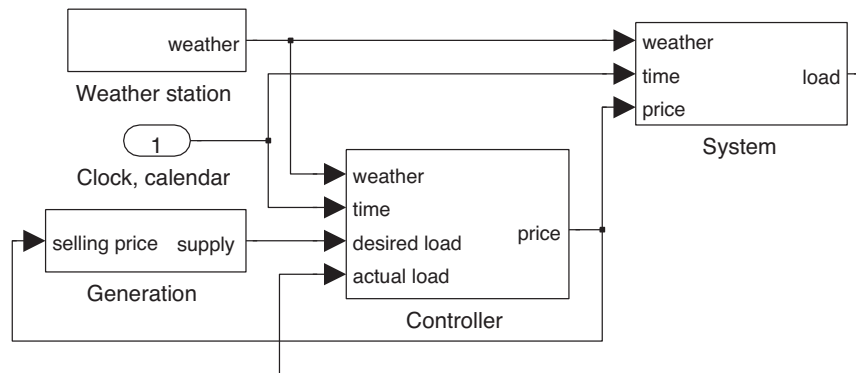 weather
Weather station
1
Clock, calendar
selling price supply
Generation
weather
time
desired load
actual load
price
Controller
weather
time
price
load
System